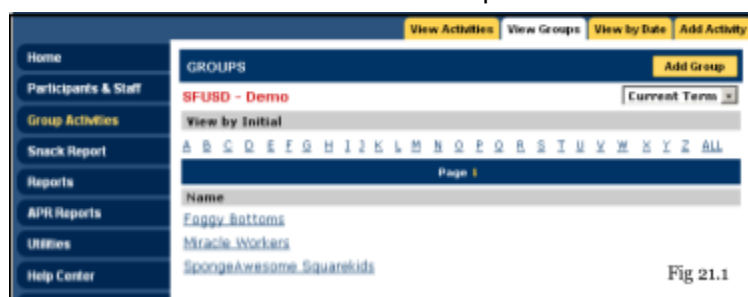 View Activities View Groups View by Date Add Activity
Home
Participants & Staff
Group Activities
Snack Report
Reports
APR Reports
Utilities
Help Center
GROUPS Add Group
SFUSD - Demo Current Term
View by Initial
A B C D E F G H I J K L M N O P Q R S T U V W X Y Z ALL
Page 1
Name
Foggy Bottoms
Miracle Workers
SpongeAwesome Squarekids
Fig 21.1